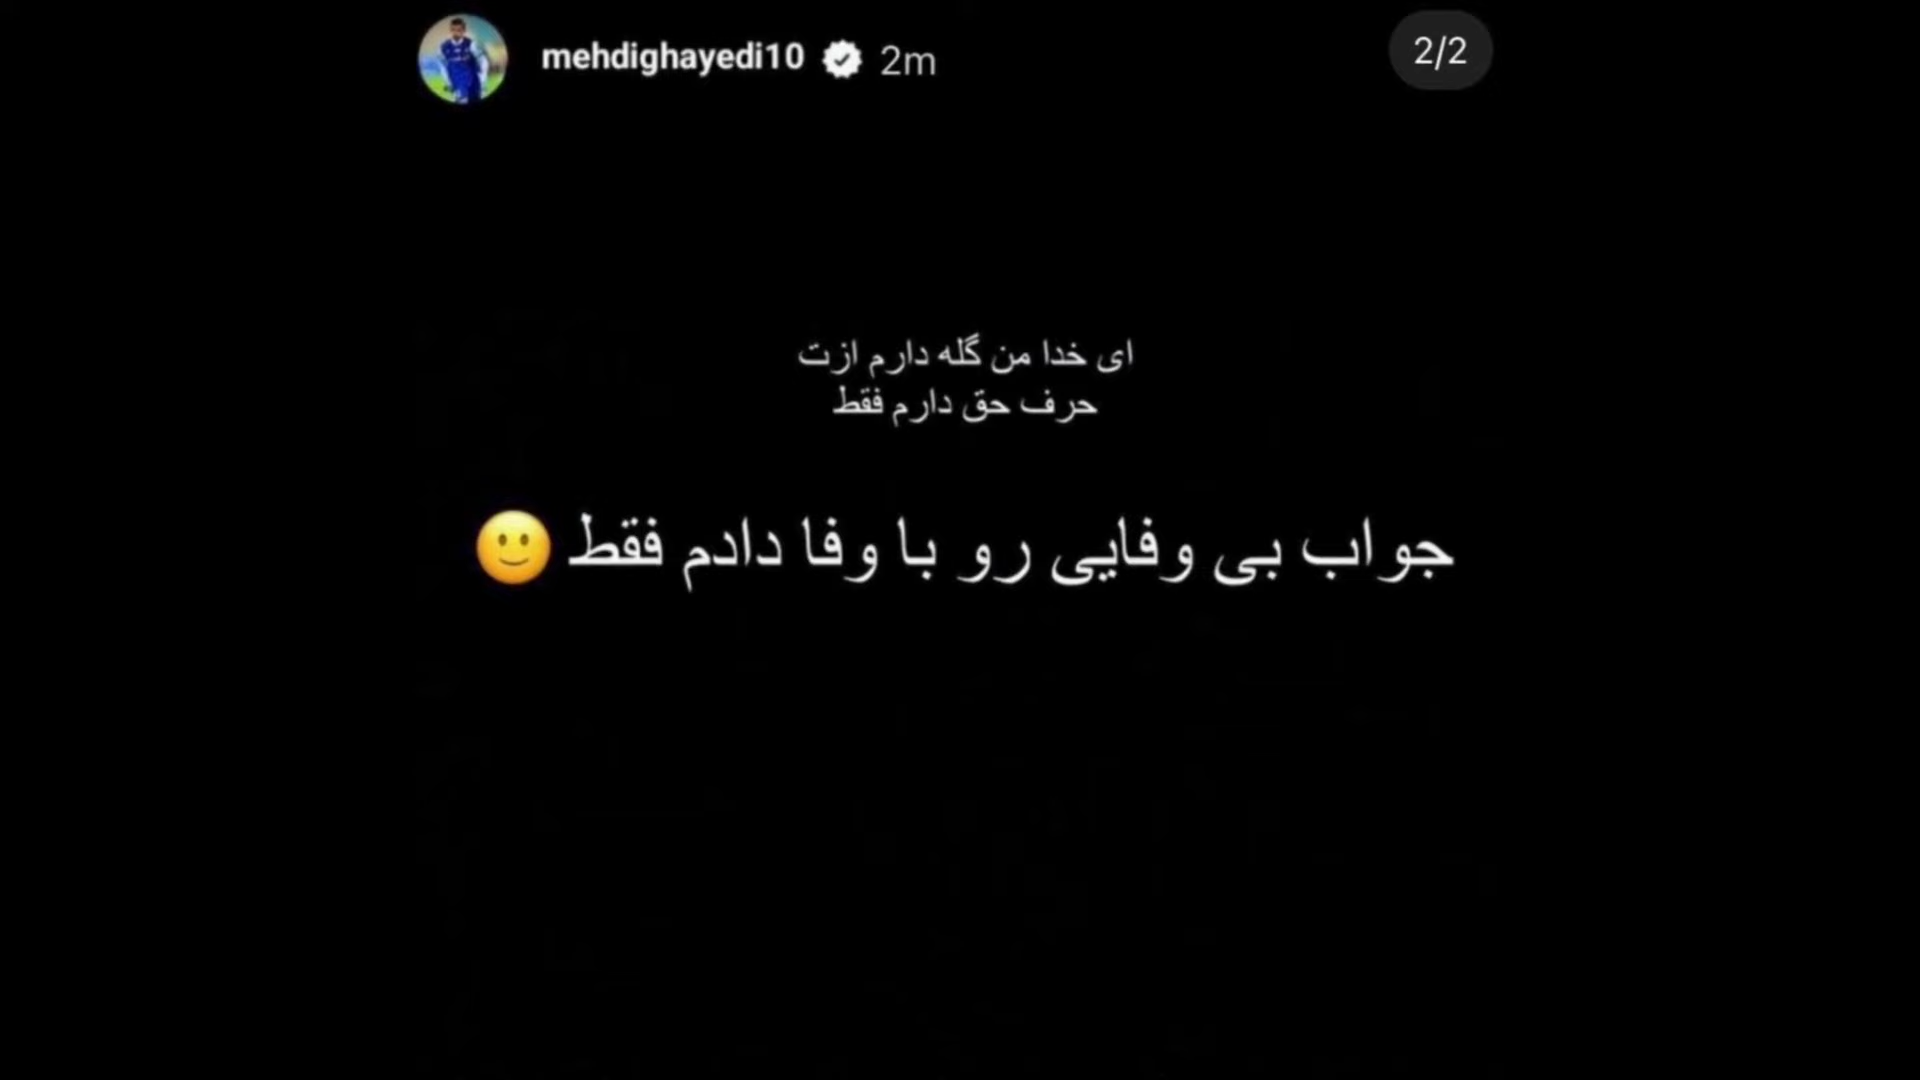 mehdighayedi10 2m
2/2
ای خدا من گله دارم ازت
حرف حق دارم فقط
جواب بی وفایی رو با وفا دادم فقط 🙂